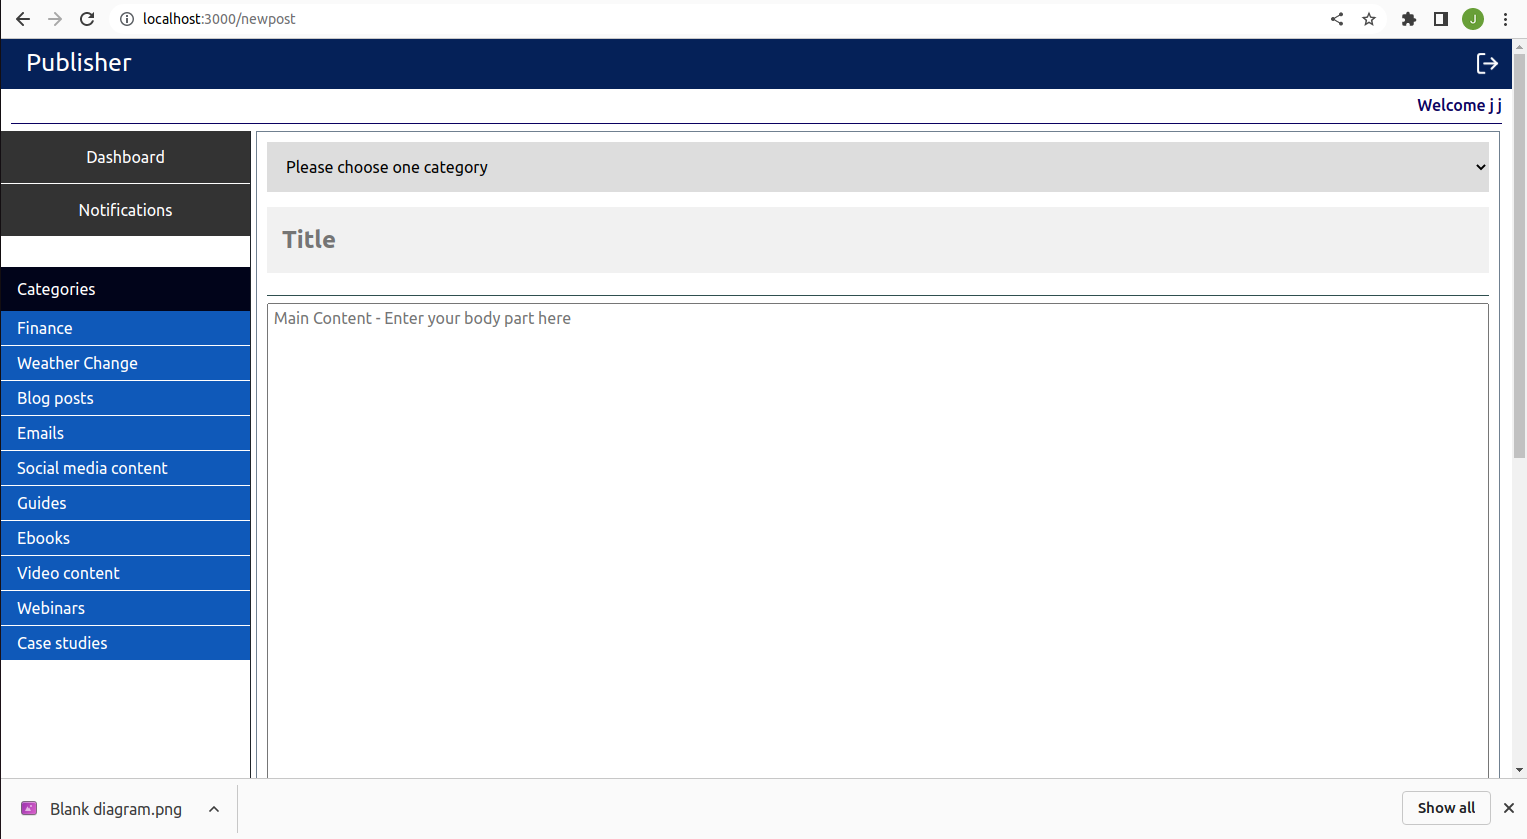 localhost:3000/newpost
J
Publisher
Welcome j j
Dashboard
Notifications
Categories
Finance
Weather Change
Blog posts
Emails
Social media content
Guides
Ebooks
Video content
Webinars
Case studies
Please choose one category
Title
Main Content - Enter your body part here
Blank diagram.png
Show all